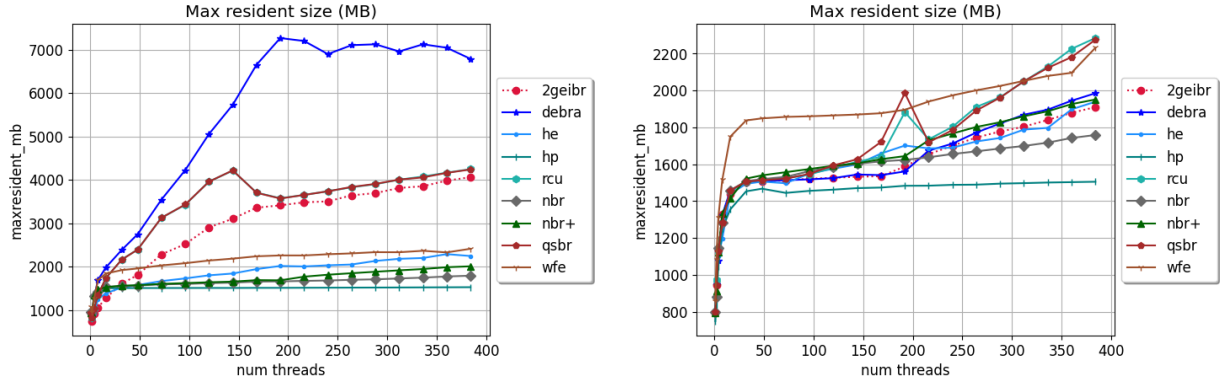 Max resident size (MB)
maxresident_mb
7000
6000
5000
4000
3000
2000
1000
0 50 100 150 200 250 300 350 400
num threads
2geibr
debra
he
hp
rcu
nbr
nbr+
qsbr
wfe
Max resident size (MB)
maxresident_mb
2200
2000
1800
1600
1400
1200
1000
800
0 50 100 150 200 250 300 350 400
num threads
2geibr
debra
he
hp
rcu
nbr
nbr+
qsbr
wfe